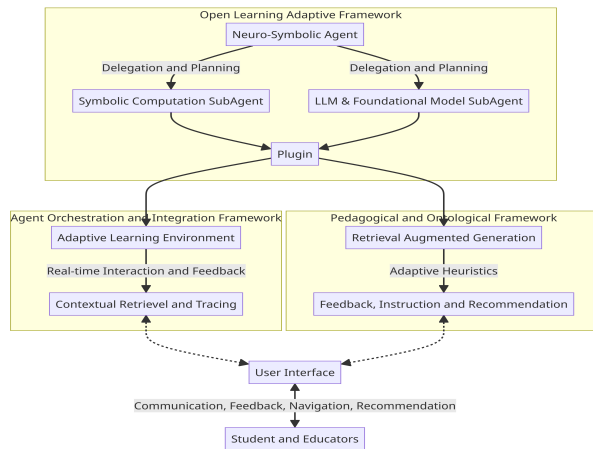 Open Learning Adaptive Framework
Neuro-Symbolic Agent
Delegation and Planning
Delegation and Planning
Symbolic Computation SubAgent
LLM & Foundational Model SubAgent
Plugin
Agent Orchestration and Integration Framework
Pedagogical and Ontological Framework
Adaptive Learning Environment
Retrieval Augmented Generation
Real-time Interaction and Feedback
Adaptive Heuristics
Contextual Retrievel and Tracing
Feedback, Instruction and Recommendation
User Interface
Communication, Feedback, Navigation, Recommendation
Student and Educators